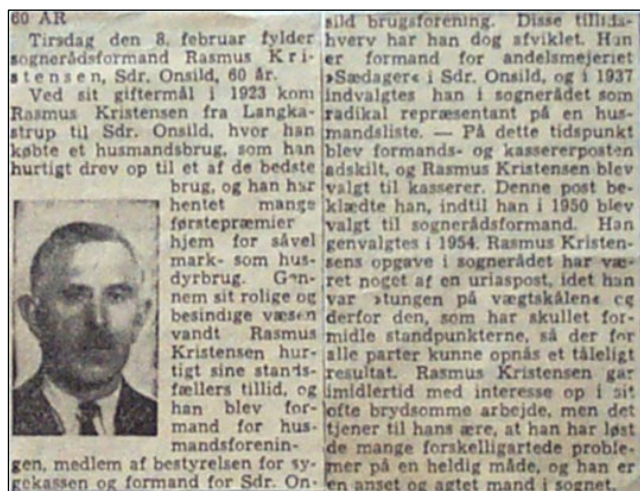 60 ÅR
Tirsdag den 8. februar fylder
sognerådsformand Rasmus Kri-
stensen, Sdr. Onsild, 60 år.
Ved sit giftermål i 1923 kom
Rasmus Kristensen fra Langka-
strup til Sdr. Onsild, hvor han
købte et husmandsbrug, som han
hurtigt drev op til et af de bedste
brug, og han har
hentet mange
førstepræmier
hjem for såvel
mark- som hus-
dyrbrug. Gen-
nem sit rolige og
besindige væsen
vandt Rasmus
Kristensen hur-
tigt sine stands-
fællers tillid, og
han blev for-
mand for hus-
mandsforenin-
gen, medlem af bestyrelsen for sy-
gekassen og formand for Sdr. On-
sild brugsforening. Disse tillids-
hverv har han dog afviklet. Han
er formand for andelsmejeriet
»Sædager« i Sdr. Onsild, og i 1937
indvalgtes han i sognerådet som
radikal repræsentant på en hus-
mandsliste. — På dette tidspunkt
blev formands- og kassererposten
adskilt, og Rasmus Kristensen blev
valgt til kasserer. Denne post be-
klædte han, indtil han i 1950 blev
valgt til sognerådsformand. Han
genvalgtes i 1954. Rasmus Kristen-
sens opgave i sognerådet har væ-
ret noget af en uriaspost, idet han
var »tungen på vægtskålen« og
derfor den, som har skullet for-
midle standpunkterne, så der for
alle parter kunne opnås et tåleligt
resultat. Rasmus Kristensen gar
imidlertid med interesse op i sit
ofte brydsomme arbejde, men det
tjener til hans ære, at han har løst
de mange forskelligartede proble-
mer på en heldig måde, og han er
en anset og agtet mand i sognet.